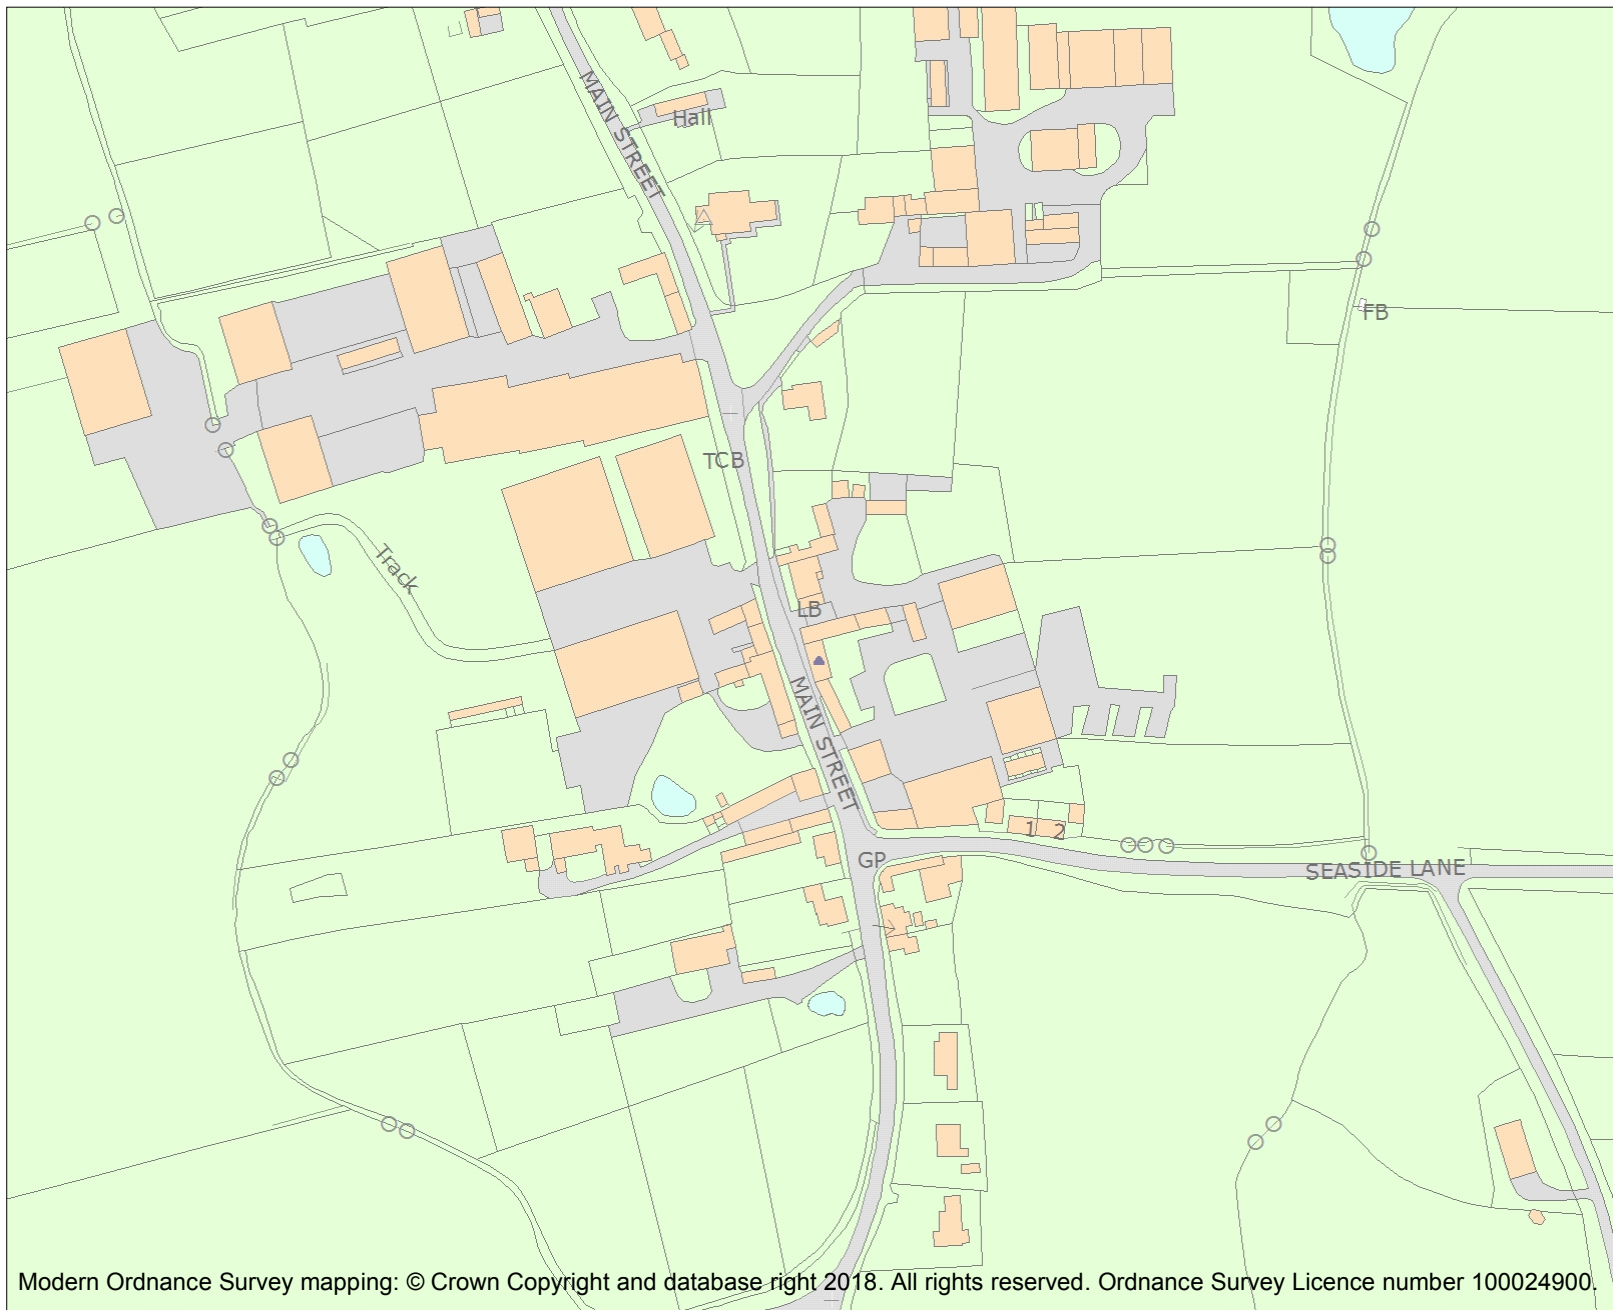 MAIN STREET
Hall
FB
TCB
Track
LB
MAIN STREET
1 2
GP
SEASIDE LANE
Modern Ordnance Survey mapping: © Crown Copyright and database right 2018. All rights reserved. Ordnance Survey Licence number 100024900.